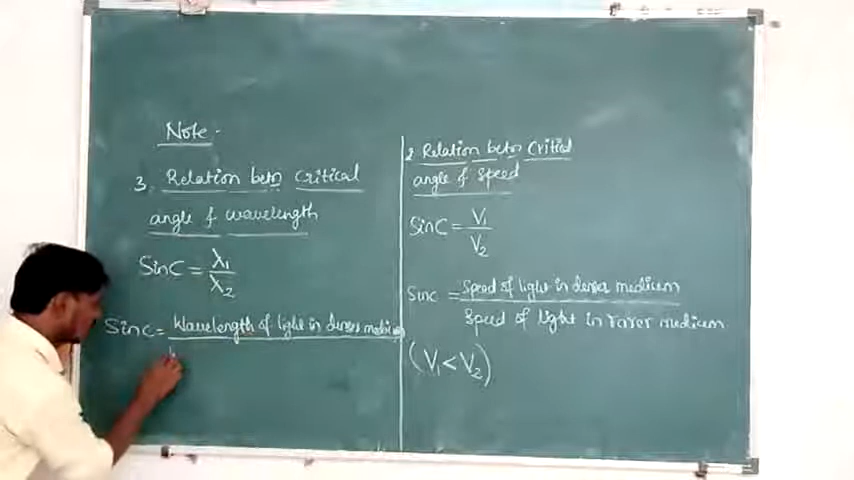 Note -
3. Relation betn Critical
angle & wavelength
SinC = λ1/λ2
Sinc = Wavelength of light in denser medium
2 Relation betn Critical
angle & Speed
SinC = V1/V2
Sinc = Speed of light in denser medium
Speed of light in rarer medium
(V1 < V2)